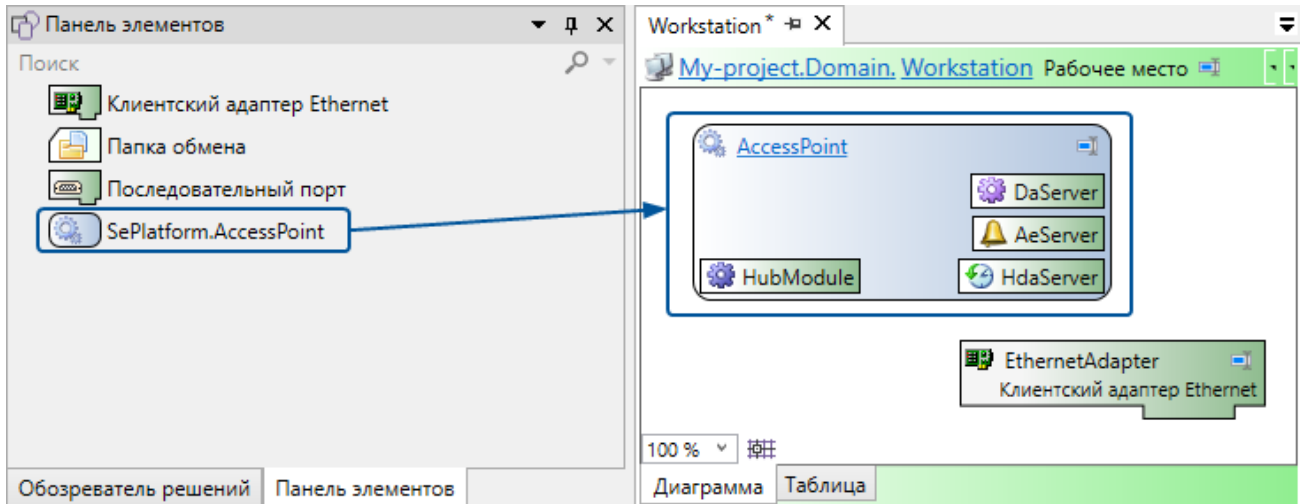 Панель элементов
Поиск
Клиентский адаптер Ethernet
Папка обмена
Последовательный порт
SePlatform.AccessPoint
Обозреватель решений
Панель элементов
Workstation*
My-project.Domain. Workstation Рабочее место
AccessPoint
DaServer
AeServer
HubModule
HdaServer
EthernetAdapter
Клиентский адаптер Ethernet
100 %
Диаграмма
Таблица